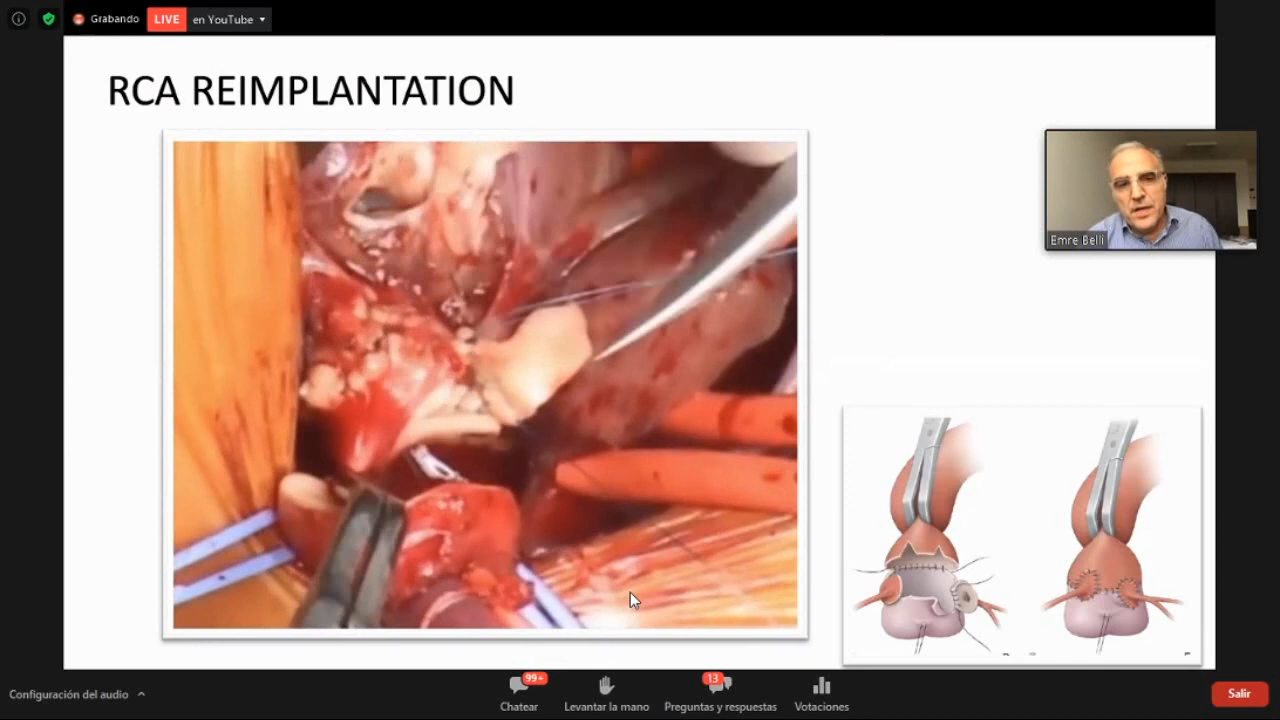 Grabando
LIVE
en YouTube
RCA REIMPLANTATION
Emre Belli
Configuración del audio
99+
Chatear
Levantar la mano
13
Preguntas y respuestas
Votaciones
Salir